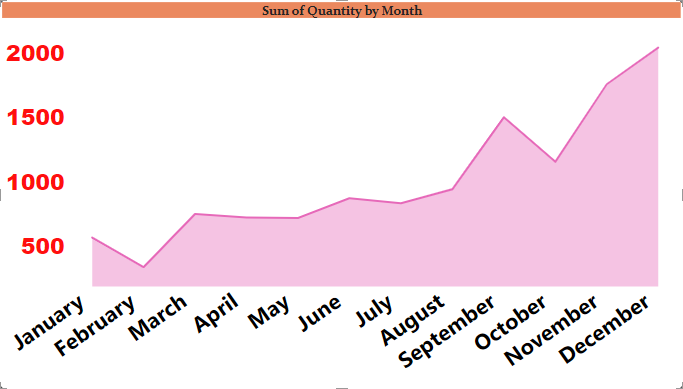 Sum of Quantity by Month
2000
1500
1000
500
January
February
March
April
May
June
July
August
September
October
November
December